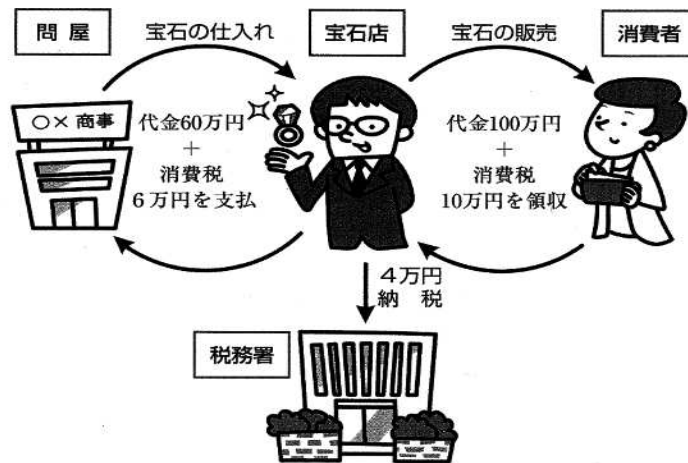 問屋
宝石の仕入れ
宝石店
宝石の販売
消費者
○× 商事
代金60万円
+
消費税
6万円を支払
代金100万円
+
消費税
10万円を領収
4万円
納税
税務署